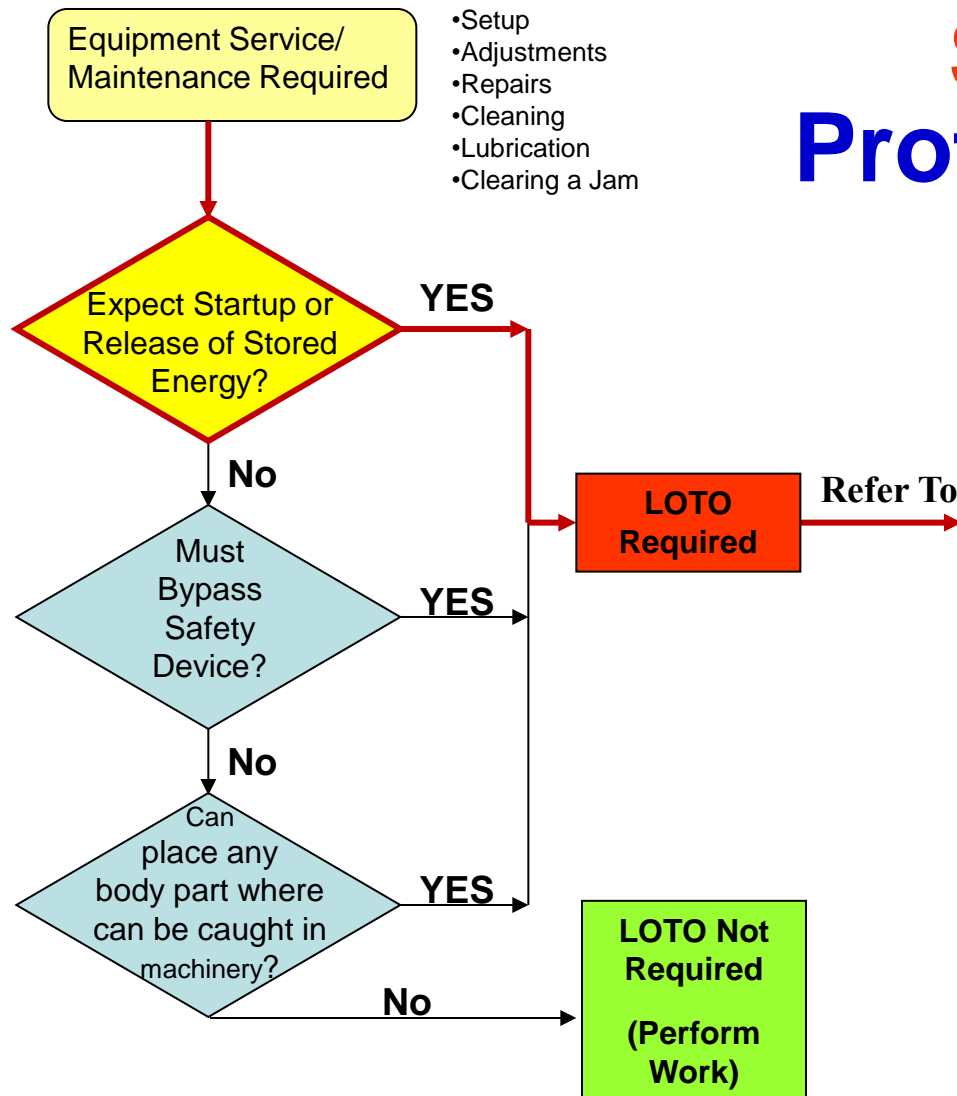 Equipment Service/
Maintenance Required
•Setup
•Adjustments
•Repairs
•Cleaning
•Lubrication
•Clearing a Jam
Expect Startup or
Release of Stored
Energy?
YES
No
LOTO
Required
Refer To
Must
Bypass
Safety
Device?
YES
No
Can
place any
body part where
can be caught in
machinery?
YES
No
LOTO Not
Required
(Perform
Work)